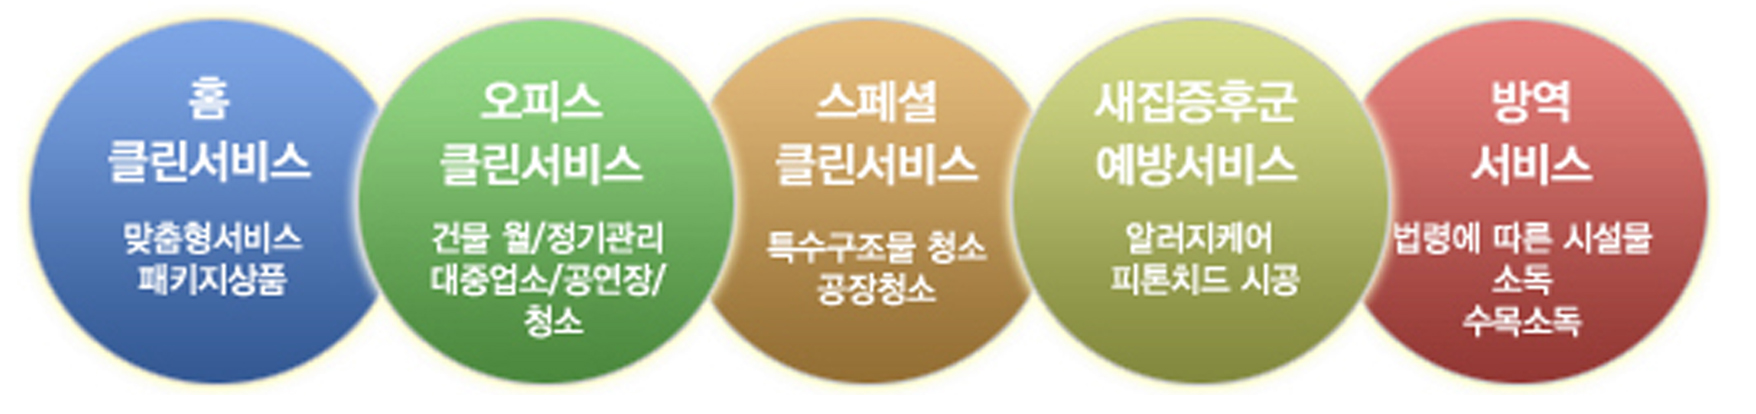 홈
클린서비스
맞춤형서비스
패키지상품
오피스
클린서비스
건물 월/정기관리
대중업소/공연장/
청소
스페셜
클린서비스
특수구조물 청소
공장청소
새집증후군
예방서비스
알러지케어
피톤치드 시공
방역
서비스
법령에 따른 시설물
소독
수목소독